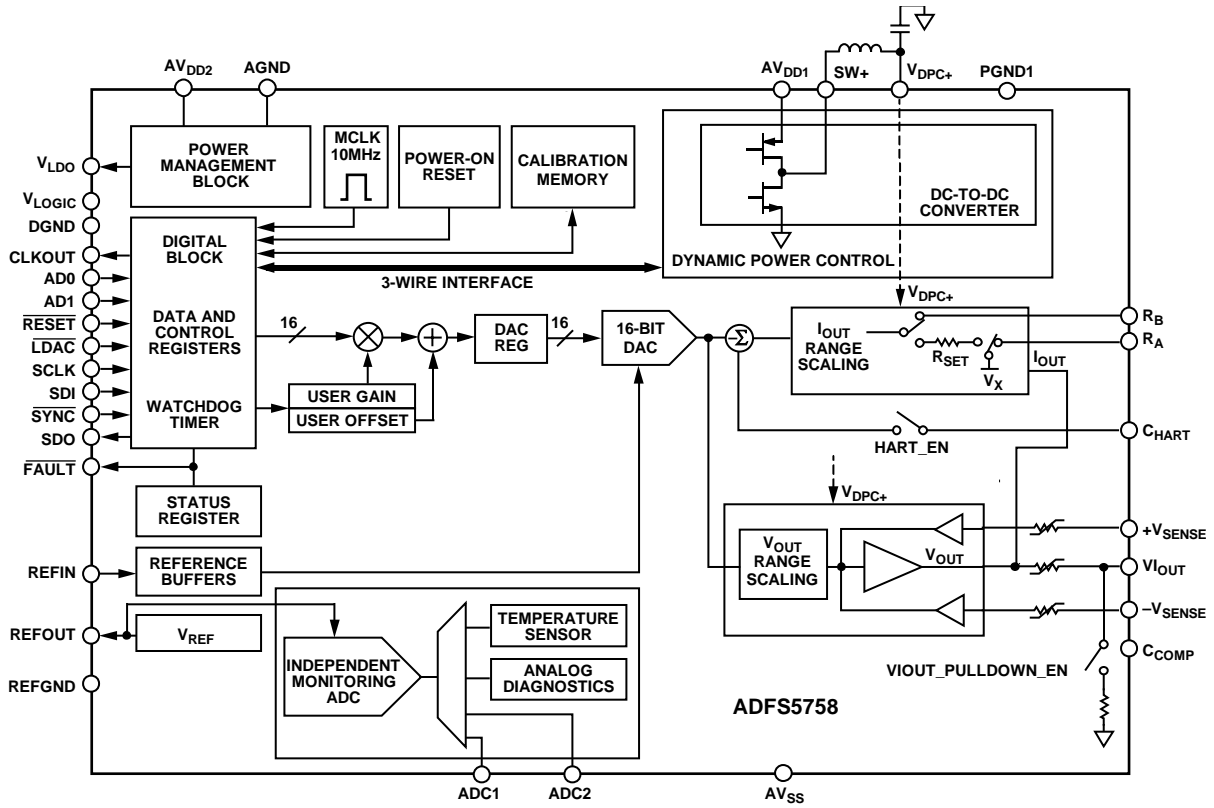 AVDD2
AGND
AVDD1
SW+
VDPC+
PGND1
VLDO
VLOGIC
DGND
CLKOUT
AD0
AD1
RESET
LDAC
SCLK
SDI
SYNC
SDO
FAULT
REFIN
REFOUT
REFGND
POWER
MANAGEMENT
BLOCK
MCLK
10MHz
POWER-ON
RESET
CALIBRATION
MEMORY
DC-TO-DC
CONVERTER
DYNAMIC POWER CONTROL
DIGITAL
BLOCK
DATA AND
CONTROL
REGISTERS
WATCHDOG
TIMER
3-WIRE INTERFACE
16
USER GAIN
USER OFFSET
DAC
REG
16
16-BIT
DAC
–Σ
VDPC+
IOUT
RANGE
SCALING
RSET
VX
IOUT
RB
RA
HART_EN
CHART
STATUS
REGISTER
REFERENCE
BUFFERS
VREF
VDPC+
VOUT
RANGE
SCALING
VOUT
+VSENSE
VIOUT
–VSENSE
CCOMP
VIOUT_PULLDOWN_EN
INDEPENDENT
MONITORING
ADC
TEMPERATURE
SENSOR
ANALOG
DIAGNOSTICS
ADFS5758
ADC1
ADC2
AVSS